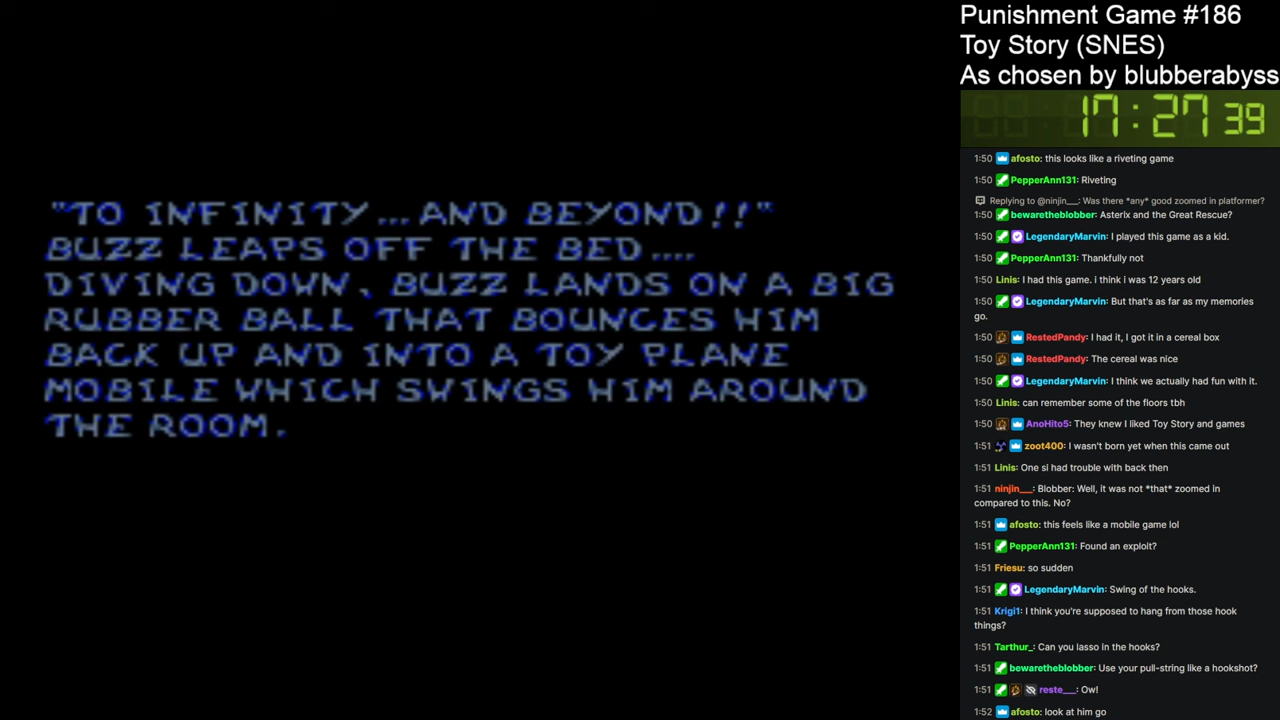 "TO INFINITY...AND BEYOND!!"
BUZZ LEAPS OFF THE BED....
DIVING DOWN, BUZZ LANDS ON A BIG
RUBBER BALL THAT BOUNCES HIM
BACK UP AND INTO A TOY PLANE
MOBILE WHICH SWINGS HIM AROUND
THE ROOM.
Punishment Game #186
Toy Story (SNES)
As chosen by blubberabyss
17:27 39
1:50 afosto: this looks like a riveting game
1:50 PepperAnn131: Riveting
Replying to @ninjin___: Was there *any* good zoomed in platformer?
1:50 bewaretheblobber: Asterix and the Great Rescue?
1:50 LegendaryMarvin: I played this game as a kid.
1:50 PepperAnn131: Thankfully not
1:50 Linis: I had this game. i think i was 12 years old
1:50 LegendaryMarvin: But that's as far as my memories
go.
1:50 RestedPandy: I had it, I got it in a cereal box
1:50 RestedPandy: The cereal was nice
1:50 LegendaryMarvin: I think we actually had fun with it.
1:50 Linis: can remember some of the floors tbh
1:50 AnoHito5: They knew I liked Toy Story and games
1:51 zoot400: I wasn't born yet when this came out
1:51 Linis: One si had trouble with back then
1:51 ninjin___: Blobber: Well, it was not *that* zoomed in
compared to this. No?
1:51 afosto: this feels like a mobile game lol
1:51 PepperAnn131: Found an exploit?
1:51 Friesu: so sudden
1:51 LegendaryMarvin: Swing of the hooks.
1:51 Krigi1: I think you're supposed to hang from those hook
things?
1:51 Tarthur_: Can you lasso in the hooks?
1:51 bewaretheblobber: Use your pull-string like a hookshot?
1:51 reste___: Ow!
1:52 afosto: look at him go